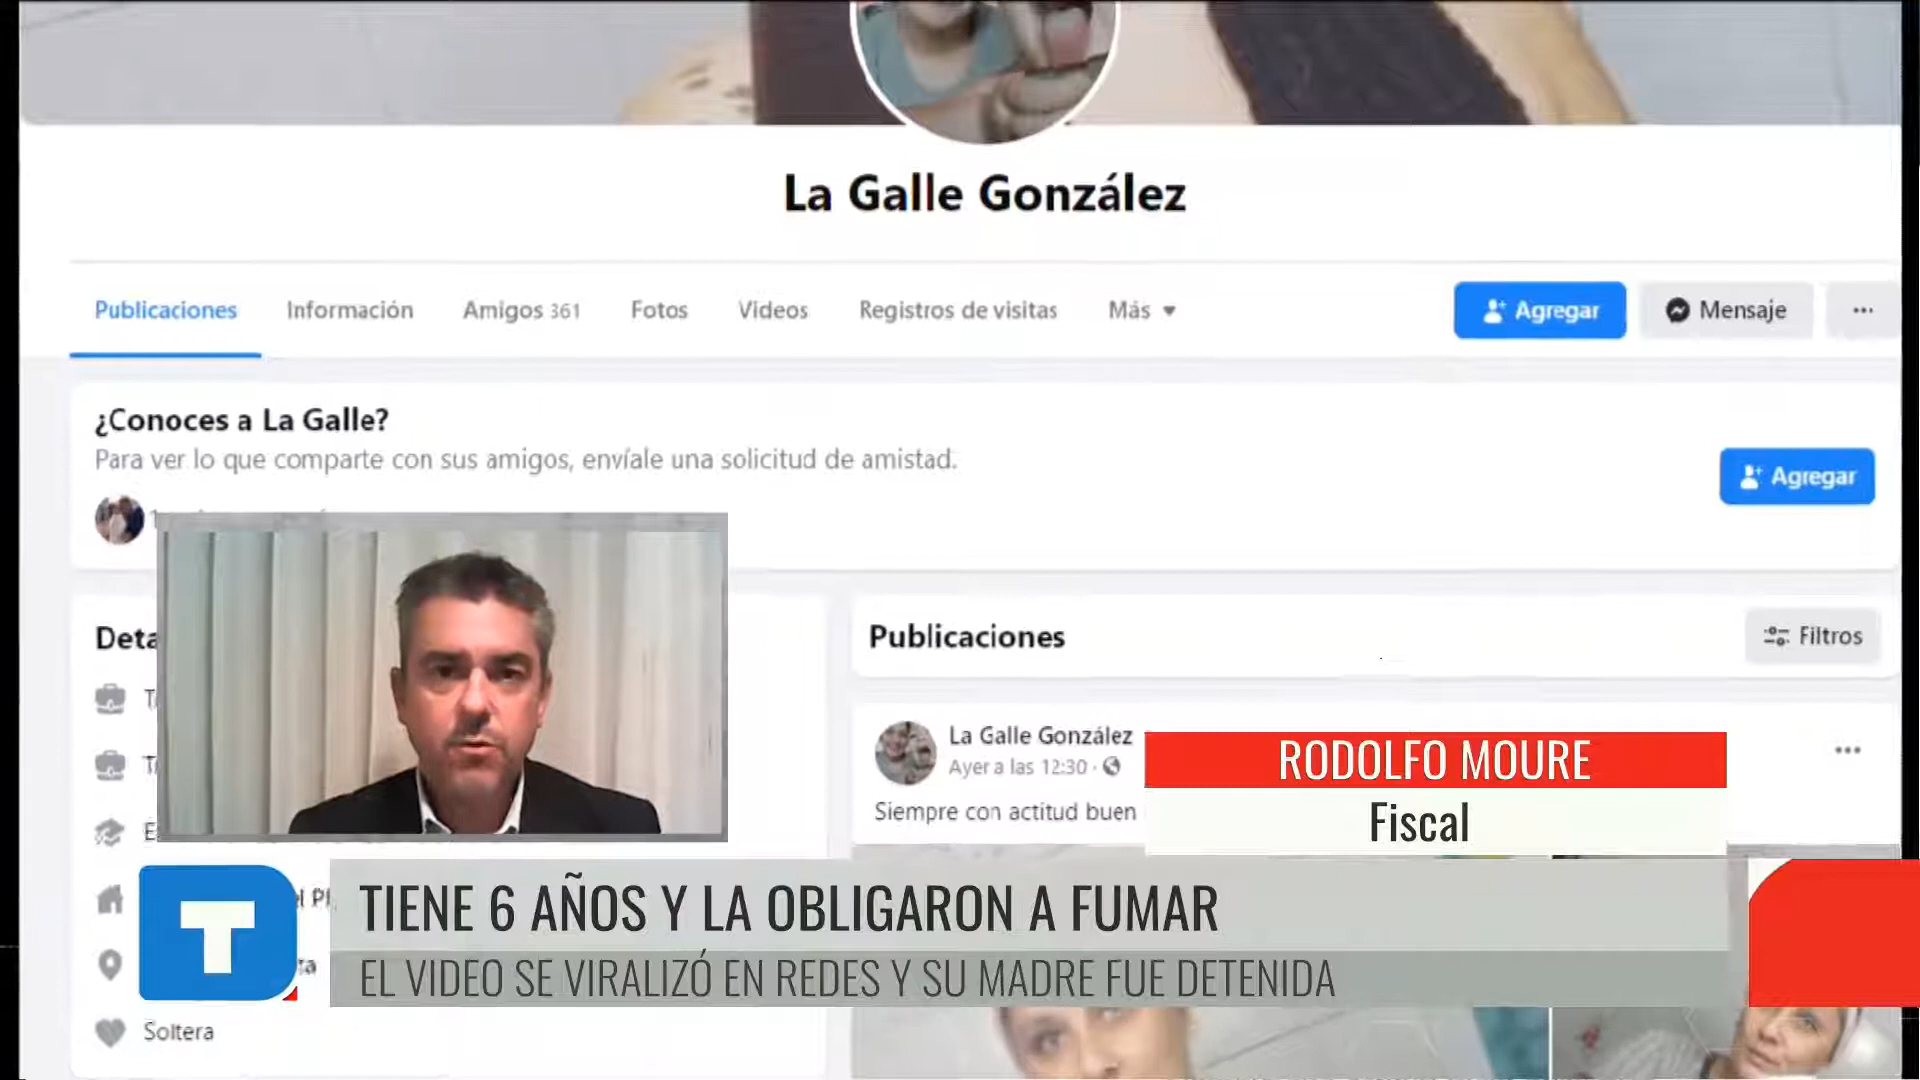 La Galle González
Publicaciones Información Amigos 361 Fotos Videos Registros de visitas Más
Agregar Mensaje ...
¿Conoces a La Galle?
Para ver lo que comparte con sus amigos, envíale una solicitud de amistad.
Agregar
Deta
Publicaciones
Filtros
La Galle González
Ayer a las 12:30 ·
Siempre con actitud buen
RODOLFO MOURE
Fiscal
T
TIENE 6 AÑOS Y LA OBLIGARON A FUMAR
EL VIDEO SE VIRALIZÓ EN REDES Y SU MADRE FUE DETENIDA
Soltera